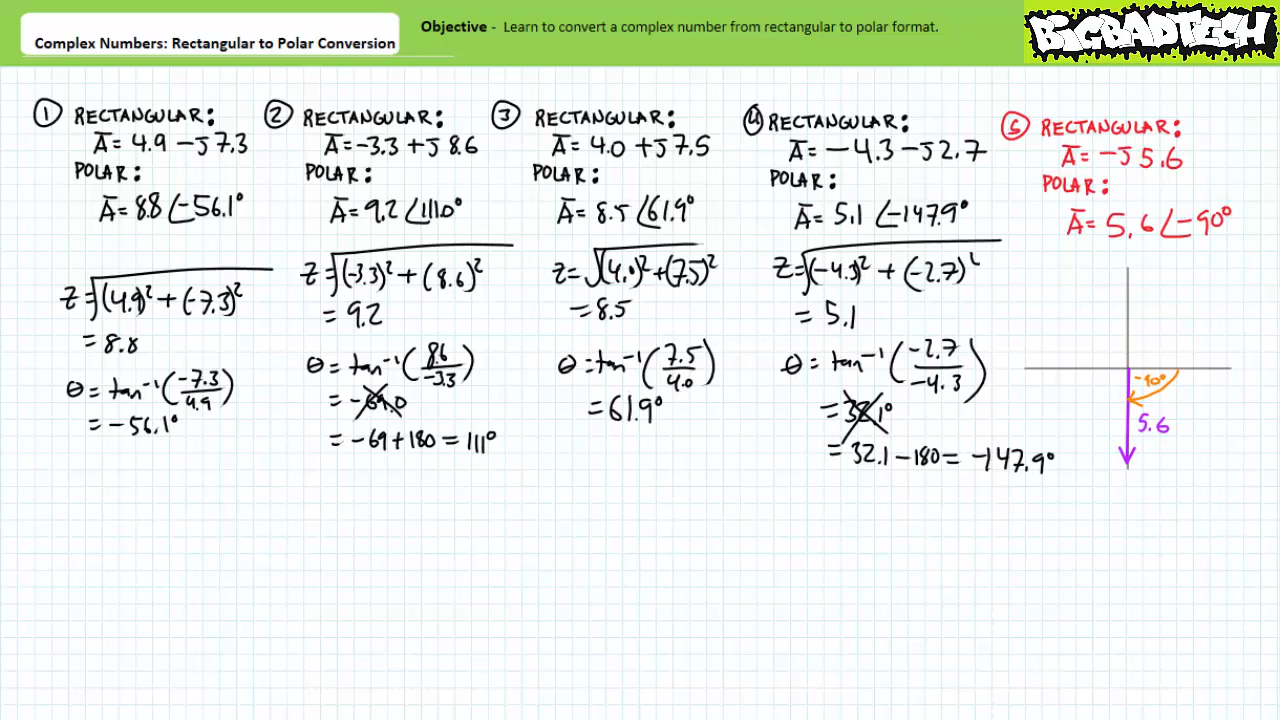 Complex Numbers: Rectangular to Polar Conversion
Objective - Learn to convert a complex number from rectangular to polar format.
BIGBADTECH
① RECTANGULAR:
Ā = 4.9 - j7.3
POLAR:
Ā = 8.8 ∠-56.1°
Z = √(4.9)² + (-7.3)²
= 8.8
θ = tan⁻¹(-7.3/4.9)
= -56.1°
② RECTANGULAR:
Ā = -3.3 + j8.6
POLAR:
Ā = 9.2 ∠111.0°
Z = √(-3.3)² + (8.6)²
= 9.2
θ = tan⁻¹(8.6/-3.3)
= -69.0
= -69 + 180 = 111°
③ RECTANGULAR:
Ā = 4.0 + j7.5
POLAR:
Ā = 8.5 ∠61.9°
Z = √(4.0)² + (7.5)²
= 8.5
θ = tan⁻¹(7.5/4.0)
= 61.9°
④ RECTANGULAR:
Ā = -4.3 - j2.7
POLAR:
Ā = 5.1 ∠-147.9°
Z = √(-4.3)² + (-2.7)²
= 5.1
θ = tan⁻¹(-2.7/-4.3)
= 32.1°
= 32.1 - 180 = -147.9°
⑤ RECTANGULAR:
Ā = -j5.6
POLAR:
Ā = 5.6 ∠-90°
-90°
5.6